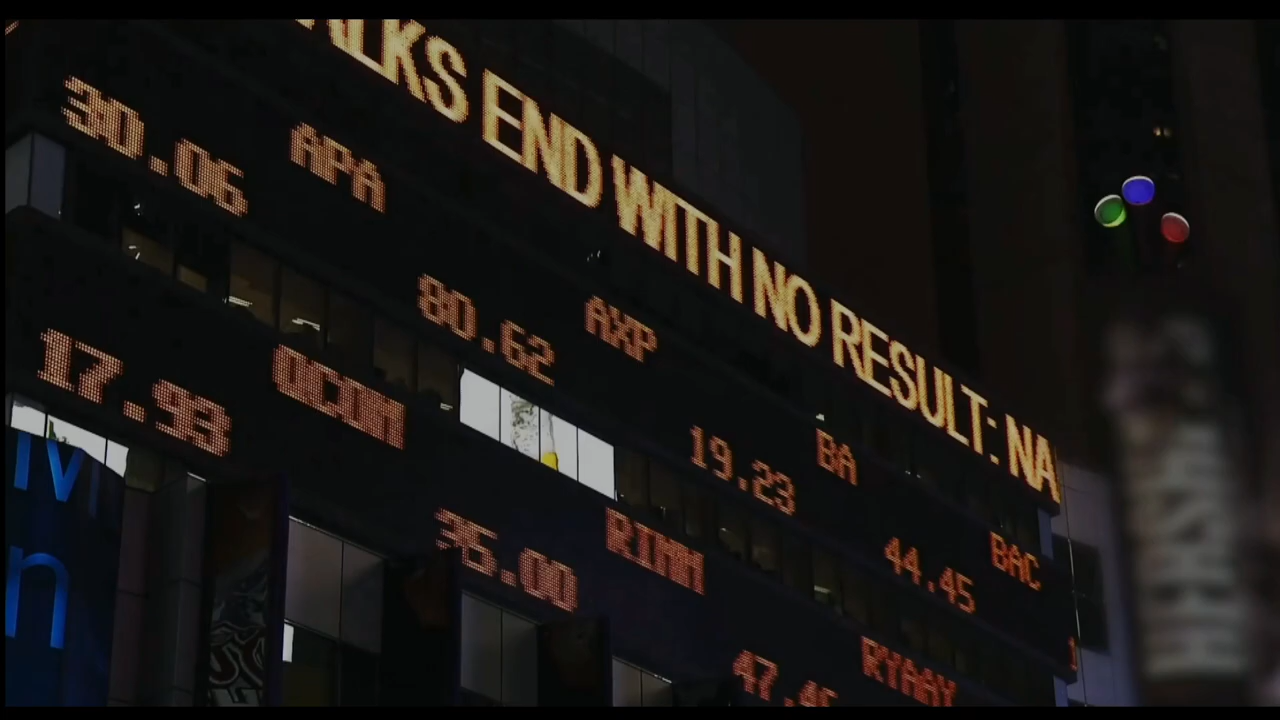 ALKS END WITH NO RESULT: NA
30.06 APA
80.62 AXP
19.23 BA
44.45 BAC
17.93 QCOM
35.00 RIMM
RYAAY